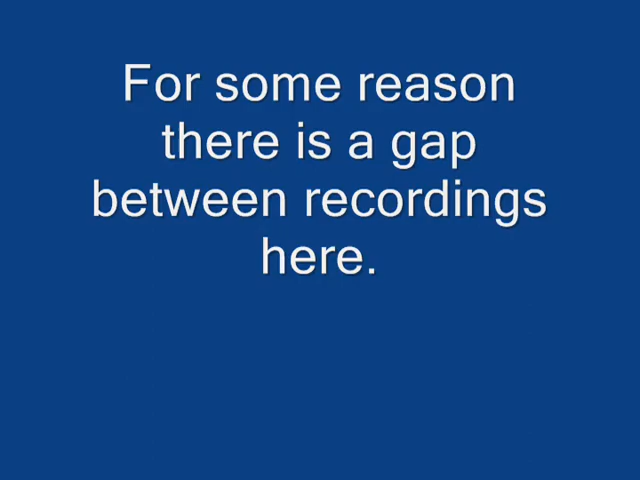 For some reason
there is a gap
between recordings
here.